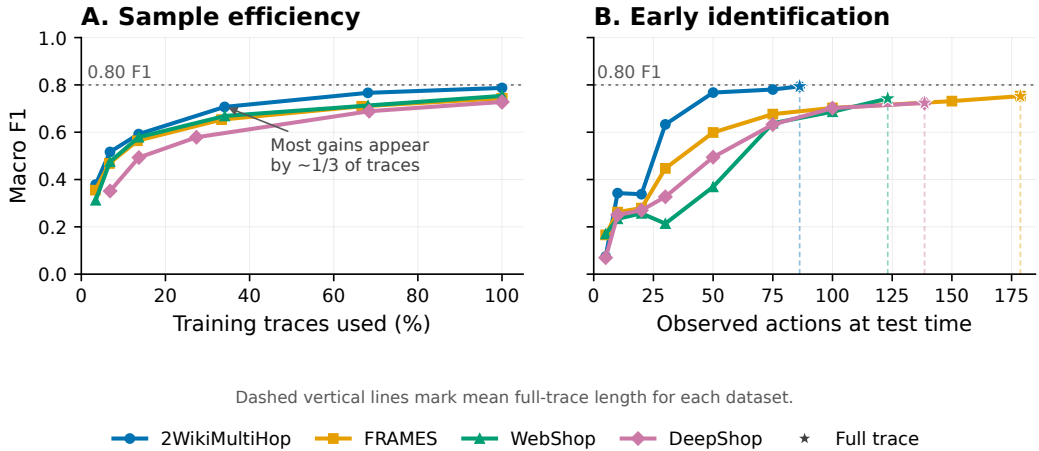 A. Sample efficiency
1.0
0.8
0.6
0.4
0.2
0.0
Macro F1
0.80 F1
Most gains appear
by ~1/3 of traces
0 20 40 60 80 100
Training traces used (%)
B. Early identification
0.80 F1
0 25 50 75 100 125 150 175
Observed actions at test time
Dashed vertical lines mark mean full-trace length for each dataset.
2WikiMultiHop FRAMES WebShop DeepShop Full trace